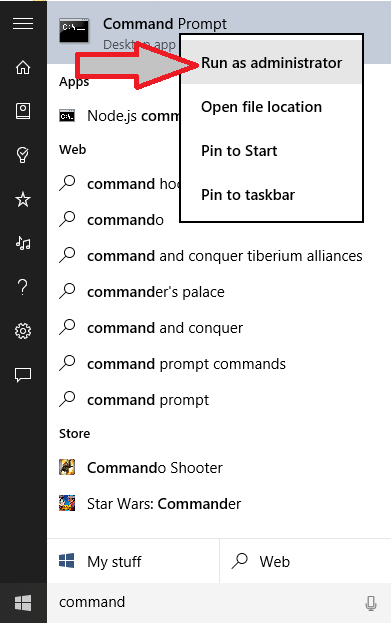 Command Prompt
Desktop app
Run as administrator
Open file location
Pin to Start
Pin to taskbar
Apps
Node.js comm
Web
command hoo
commando
command and conquer tiberium alliances
commander's palace
command and conquer
command prompt commands
command prompt
Store
Commando Shooter
Star Wars: Commander
My stuff
Web
command